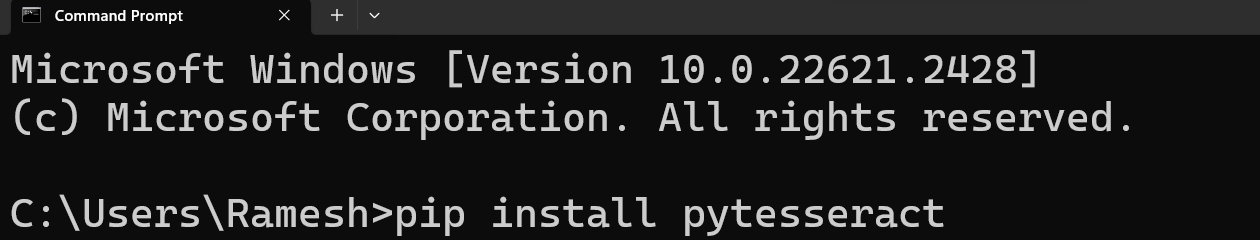 Command Prompt
Microsoft Windows [Version 10.0.22621.2428]
(c) Microsoft Corporation. All rights reserved.
C:\Users\Ramesh>pip install pytesseract